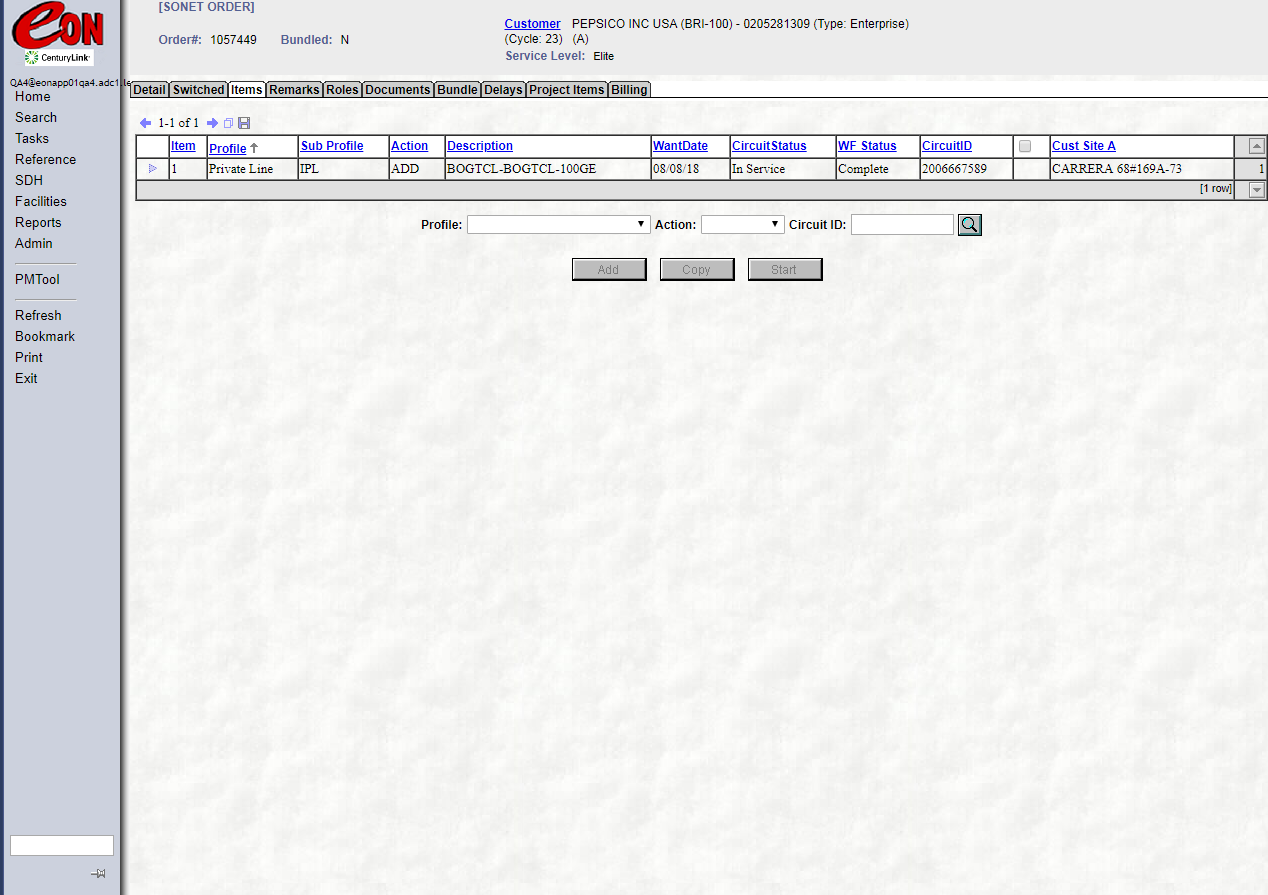 eON
CenturyLink
QA4@eonapp01qa4.adc1.le
Home
Search
Tasks
Reference
SDH
Facilities
Reports
Admin
PMTool
Refresh
Bookmark
Print
Exit
[SONET ORDER]
Order#: 1057449 Bundled: N
Customer PEPSICO INC USA (BRI-100) - 0205281309 (Type: Enterprise)
(Cycle: 23) (A)
Service Level: Elite
Detail Switched Items Remarks Roles Documents Bundle Delays Project Items Billing
1-1 of 1
Item Profile Sub Profile Action Description WantDate CircuitStatus WF Status CircuitID Cust Site A
1 Private Line IPL ADD BOGTCL-BOGTCL-100GE 08/08/18 In Service Complete 2006667589 CARRERA 68#169A-73 1
[1 row]
Profile: Action: Circuit ID:
Add Copy Start